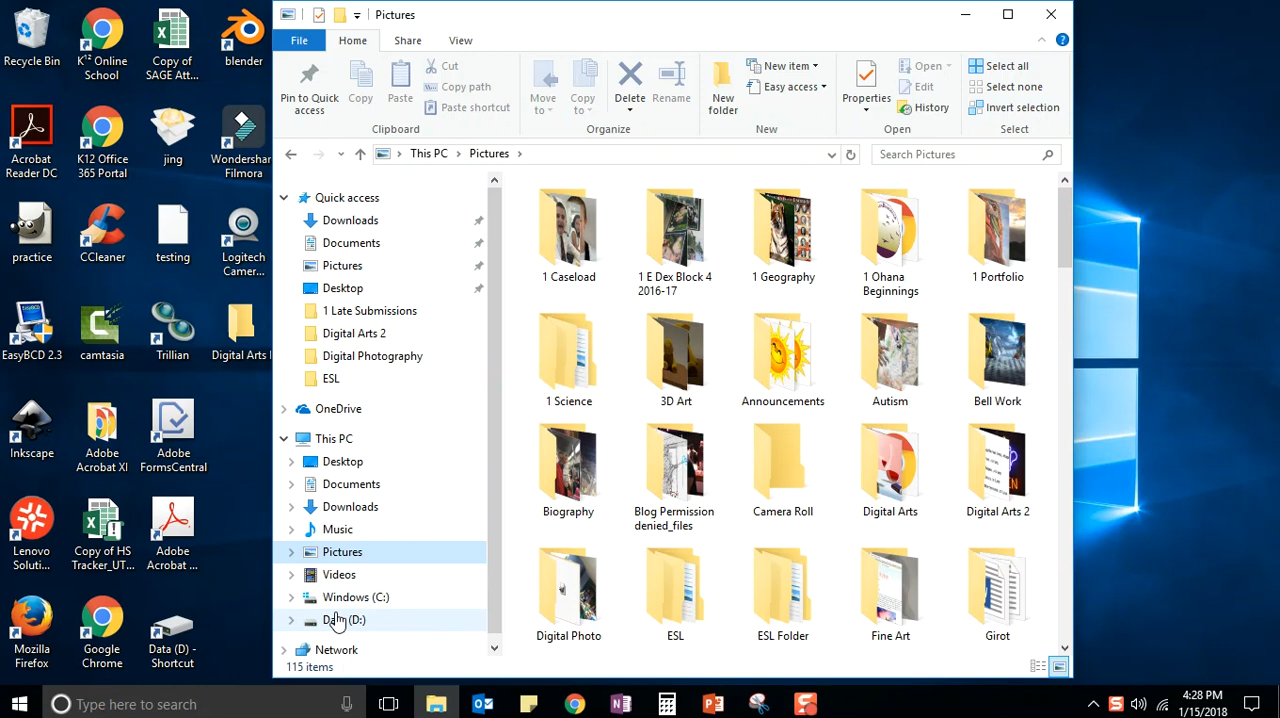 Pictures
File
Home
Share
View
Pin to Quick
access
Copy
Paste
Cut
Copy path
Paste shortcut
Clipboard
Move
to
Copy
to
Delete
Rename
Organize
New
folder
New item
Easy access
New
Properties
Open
Edit
History
Open
Select all
Select none
Invert selection
Select
This PC
Pictures
Search Pictures
Quick access
Downloads
Documents
Pictures
Desktop
1 Late Submissions
Digital Arts 2
Digital Photography
ESL
OneDrive
This PC
Desktop
Documents
Downloads
Music
Pictures
Videos
Windows (C:)
(D:)
Network
115 items
1 Caseload
1 E Dex Block 4
2016-17
1 Geography
1 Ohana
Beginnings
1 Portfolio
1 Science
3D Art
Announcements
Autism
Bell Work
Biography
Blog Permission
denied_files
Camera Roll
Digital Arts
Digital Arts 2
Digital Photo
ESL
ESL Folder
Fine Art
Girot
Recycle Bin
K¹² Online
School
Copy of
SAGE Att...
blender
Acrobat
Reader DC
K12 Office
365 Portal
jing
Wondershar
Filmora
practice
CCleaner
testing
Logitech
Camer...
EasyBCD 2.3
camtasia
Trillian
Digital Arts I
Inkscape
Adobe
Acrobat XI
Adobe
FormsCentral
Lenovo
Soluti...
Copy of HS
Tracker_UT...
Adobe
Acrobat ...
Mozilla
Firefox
Google
Chrome
Data (D) -
Shortcut
Type here to search
4:28 PM
1/15/2018